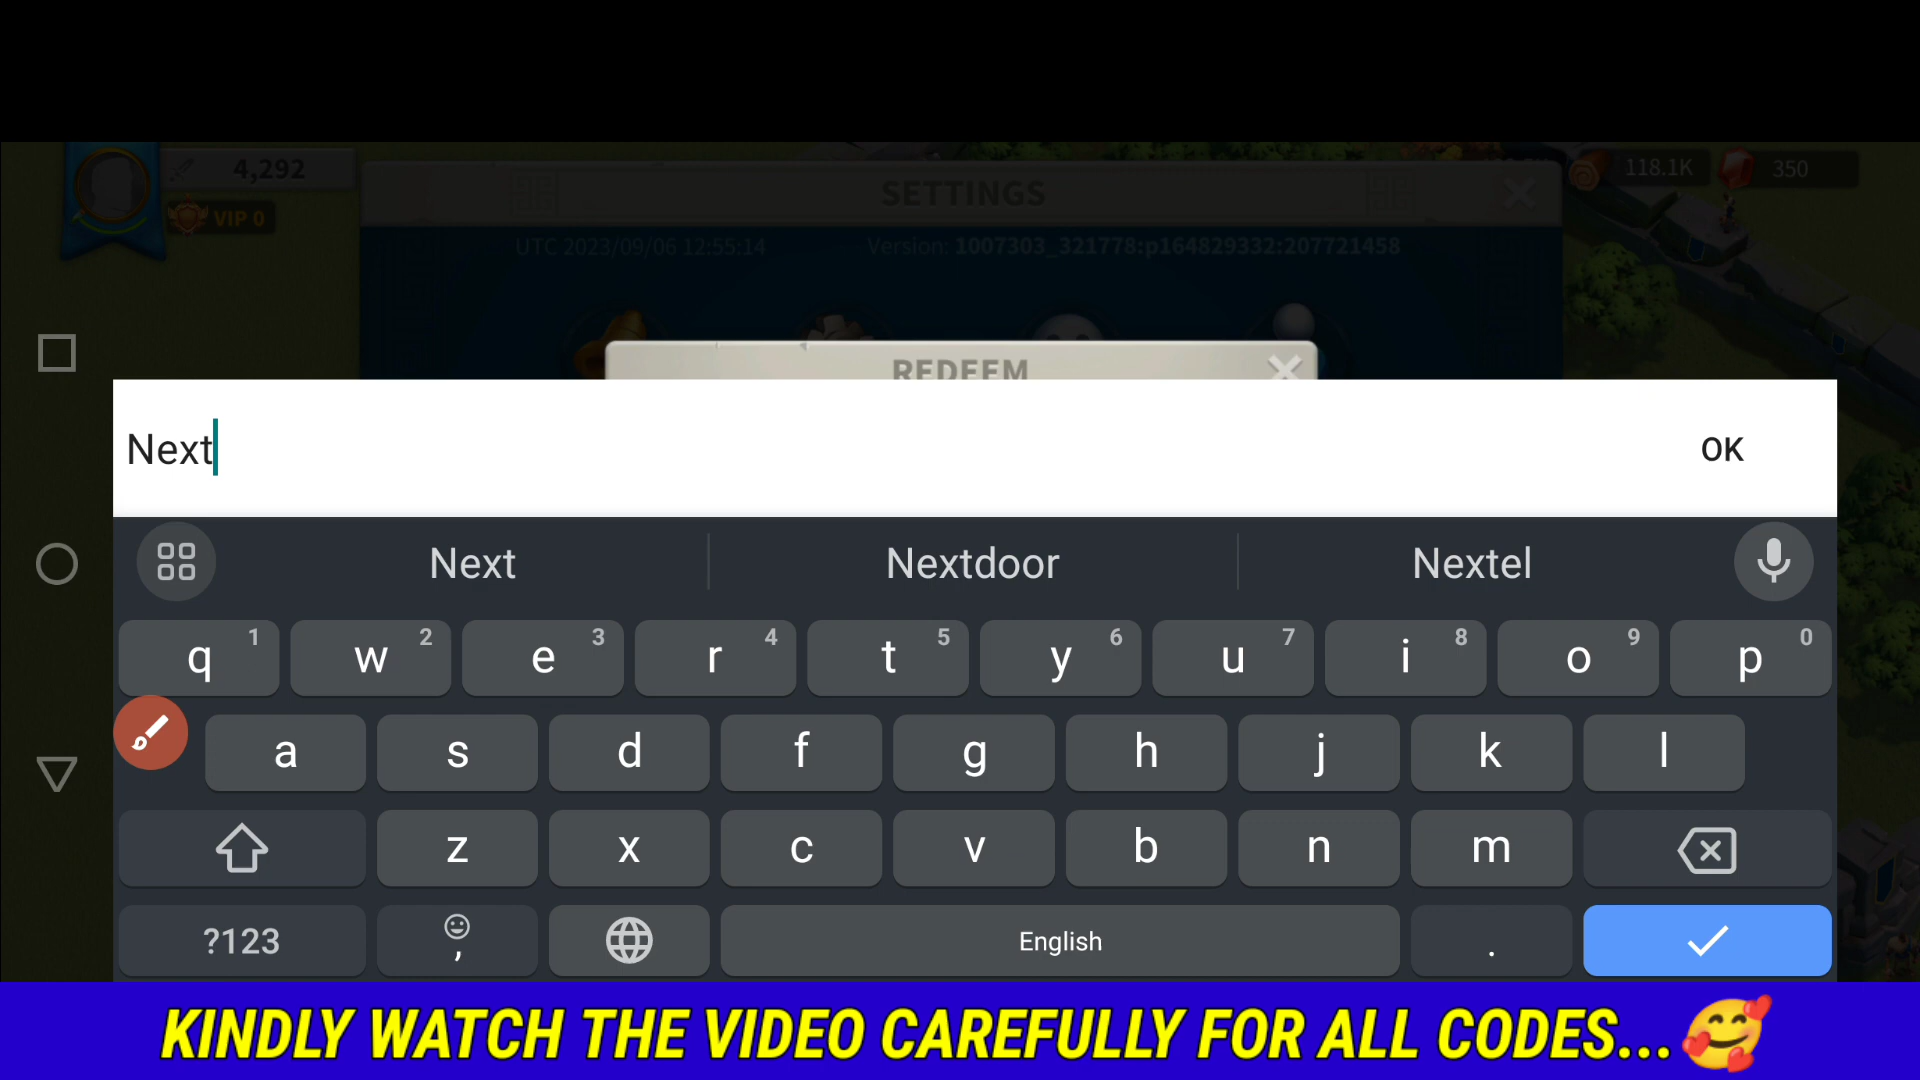 4,292
118.1K
350
SETTINGS
VIP 0
UTC 2023/09/06 12:55:14
Version: 1007303_321778:p164829332:207721458
REDEEM
Next
OK
Next
Nextdoor
Nextel
q 1 w 2 e 3 r 4 t 5 y 6 u 7 i 8 o 9 p 0
a s d f g h j k l
z x c v b n m
?123 , English .
KINDLY WATCH THE VIDEO CAREFULLY FOR ALL CODES...